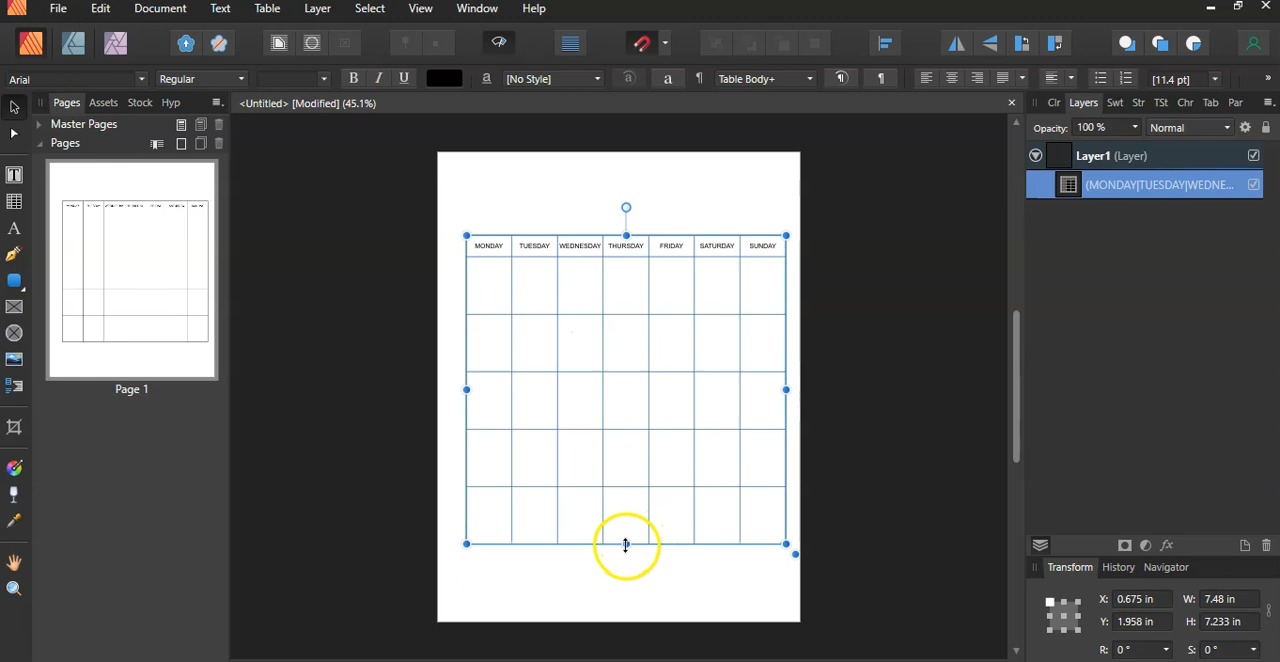 File Edit Document Text Table Layer Select View Window Help
Arial Regular B I U a [No Style] a a ¶ Table Body+ ¶ ¶ [11.4 pt] »
Pages Assets Stock Hyp <Untitled> [Modified] (45.1%) Clr Layers Swt Str TSt Chr Tab Par
Master Pages Opacity: 100 % Normal
Pages
Layer1 (Layer)
(MONDAY|TUESDAY|WEDNE...
MONDAY TUESDAY WEDNESDAY THURSDAY FRIDAY SATURDAY SUNDAY
Page 1
Transform History Navigator
X: 0.675 in W: 7.48 in
Y: 1.958 in H: 7.233 in
R: 0 ° S: 0 °